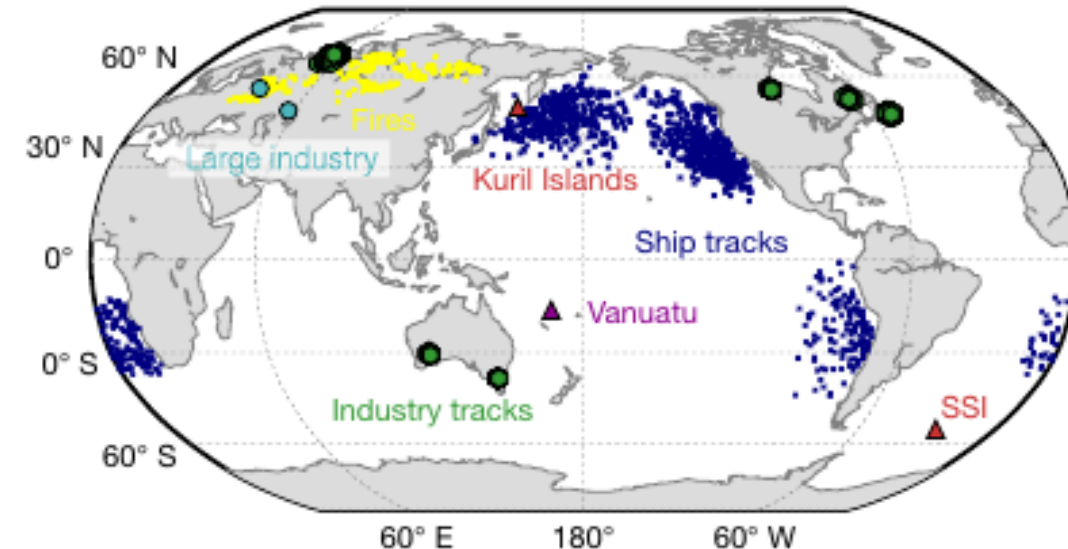 60° N
Fires
30° N
Large industry
Kuril Islands
Ship tracks
0°
Vanuatu
0° S
Industry tracks
SSI
60° S
60° E
180°
60° W